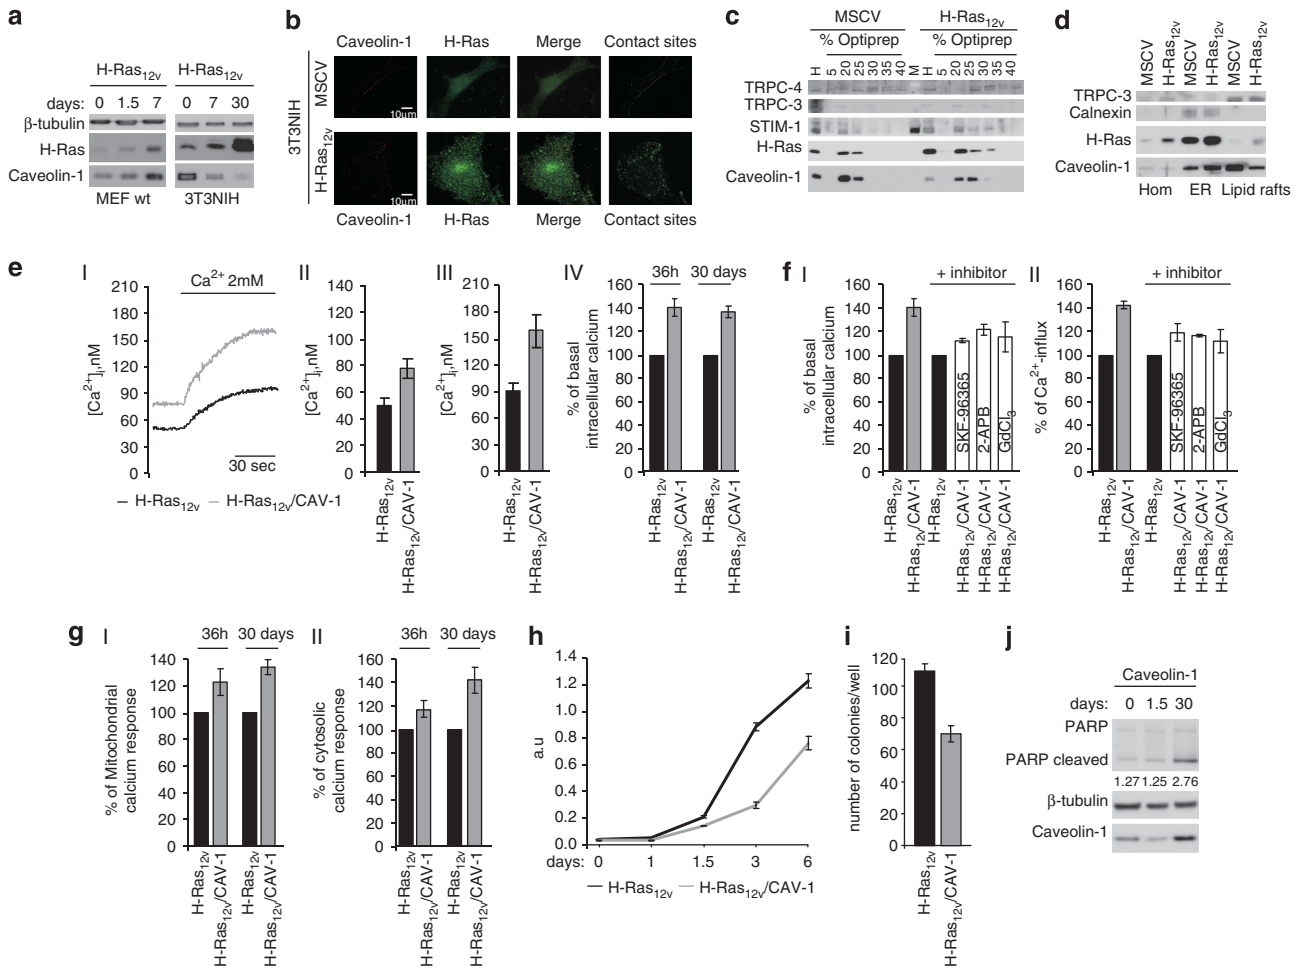 a
H-Ras12v H-Ras12v
days: 0 1.5 7 0 7 30
β-tubulin
H-Ras
Caveolin-1
MEF wt 3T3NIH
b
Caveolin-1 H-Ras Merge Contact sites
3T3NIH
MSCV
H-Ras12v
10μm
10μm
Caveolin-1 H-Ras Merge Contact sites
c
MSCV H-Ras12v
% Optiprep % Optiprep
H 5 20 25 30 35 40 M H 5 20 25 30 35 40
TRPC-4
TRPC-3
STIM-1
H-Ras
Caveolin-1
d
MSCV H-Ras12v MSCV H-Ras12v MSCV H-Ras12v
TRPC-3
Calnexin
H-Ras
Caveolin-1
Hom ER Lipid rafts
e
I
Ca2+ 2mM
[Ca2+]i,nM
210
180
150
120
90
60
30
0
30 sec
H-Ras12v H-Ras12v/CAV-1
II
[Ca2+]i,nM
140
120
100
80
60
40
20
0
H-Ras12v
H-Ras12v/CAV-1
III
[Ca2+]i,nM
210
180
150
120
90
60
30
0
H-Ras12v
H-Ras12v/CAV-1
IV
36h 30 days
% of basal
intracellular calcium
160
140
120
100
80
60
40
20
0
H-Ras12v
H-Ras12v/CAV-1
H-Ras12v
H-Ras12v/CAV-1
f
I
+ inhibitor
% of basal
intracellular calcium
160
140
120
100
80
60
40
20
0
SKF-96365
2-APB
GdCl3
H-Ras12v
H-Ras12v/CAV-1
H-Ras12v
H-Ras12v/CAV-1
H-Ras12v/CAV-1
H-Ras12v/CAV-1
II
+ inhibitor
% of Ca2+-influx
160
140
120
100
80
60
40
20
0
SKF-96365
2-APB
GdCl3
H-Ras12v
H-Ras12v/CAV-1
H-Ras12v
H-Ras12v/CAV-1
H-Ras12v/CAV-1
H-Ras12v/CAV-1
g
I
36h 30 days
% of Mitochondrial
calcium response
140
120
100
80
60
40
20
0
H-Ras12v
H-Ras12v/CAV-1
H-Ras12v
H-Ras12v/CAV-1
II
36h 30 days
% of cytosolic
calcium response
160
140
120
100
80
60
40
20
0
H-Ras12v
H-Ras12v/CAV-1
H-Ras12v
H-Ras12v/CAV-1
h
a.u
1.4
1.2
1.0
0.8
0.6
0.4
0.2
0.0
days: 0 1 1.5 3 6
H-Ras12v H-Ras12v/CAV-1
i
number of colonies/well
120
100
80
60
40
20
0
H-Ras12v
H-Ras12v/CAV-1
j
Caveolin-1
days: 0 1.5 30
PARP
PARP cleaved
1.27 1.25 2.76
β-tubulin
Caveolin-1